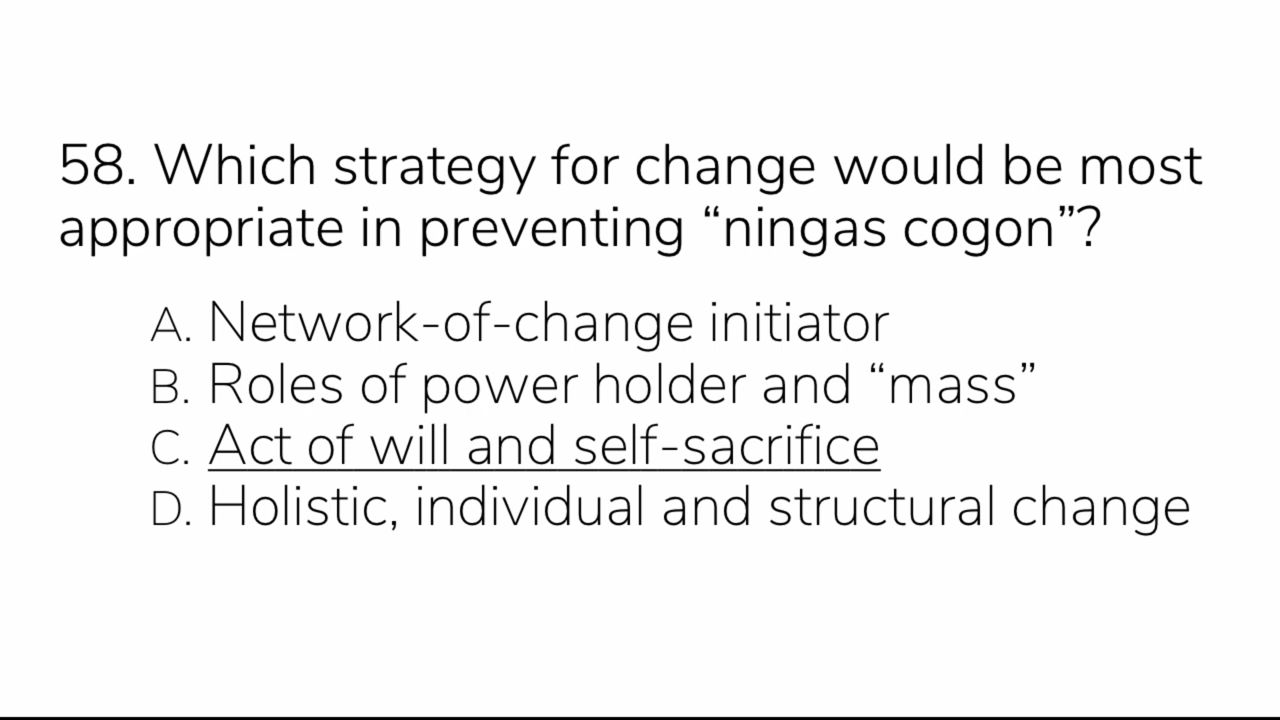 58. Which strategy for change would be most
appropriate in preventing “ningas cogon”?
A. Network-of-change initiator
B. Roles of power holder and “mass”
C. Act of will and self-sacrifice
D. Holistic, individual and structural change